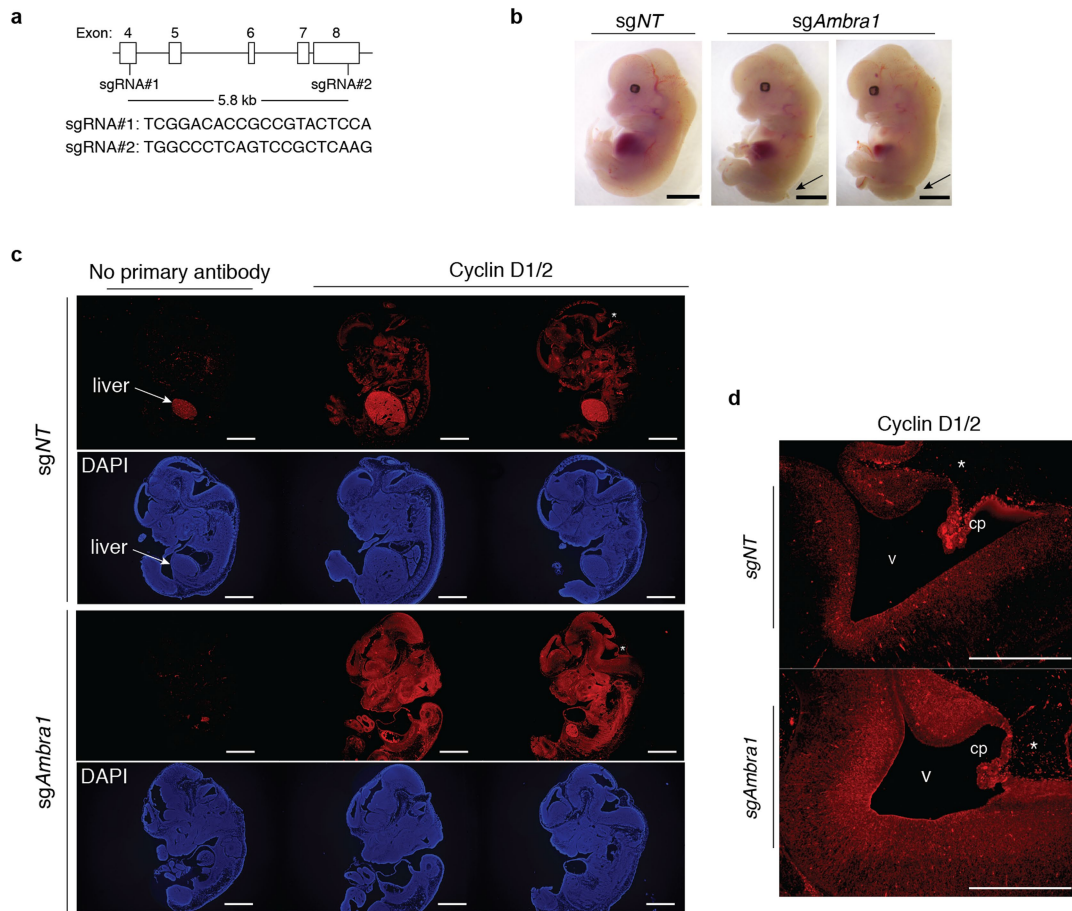 a
Exon: 4 5 6 7 8
sgRNA#1 sgRNA#2
5.8 kb
sgRNA#1: TCGGACACCGCCGTACTCCA
sgRNA#2: TGGCCCTCAGTCCGCTCAAG
b
sgNT sgAmbra1
c
No primary antibody Cyclin D1/2
sgNT
*
liver
DAPI
liver
sgAmbra1
*
DAPI
d
Cyclin D1/2
sgNT
*
cp
v
sgAmbra1
cp
*
v